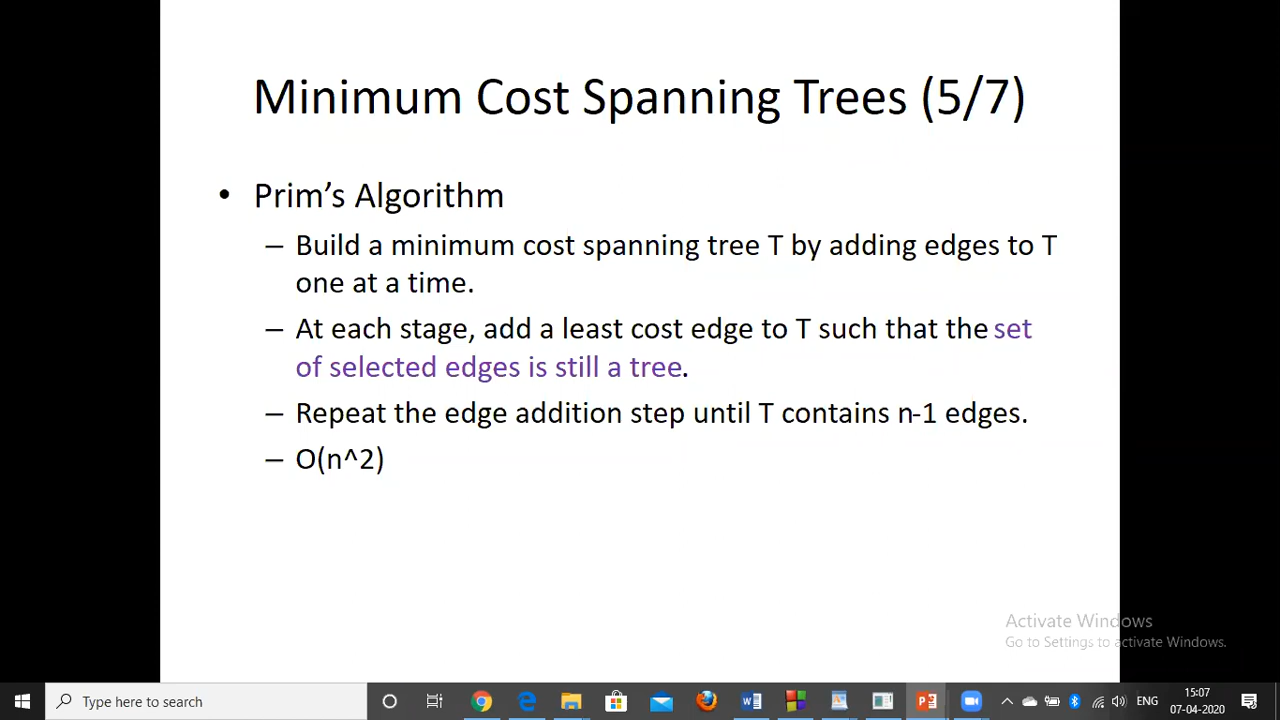 Minimum Cost Spanning Trees (5/7)
• Prim’s Algorithm
– Build a minimum cost spanning tree T by adding edges to T
one at a time.
– At each stage, add a least cost edge to T such that the set
of selected edges is still a tree.
– Repeat the edge addition step until T contains n-1 edges.
– O(n^2)
Activate Windows
Go to Settings to activate Windows.
Type here to search
ENG
15:07
07-04-2020